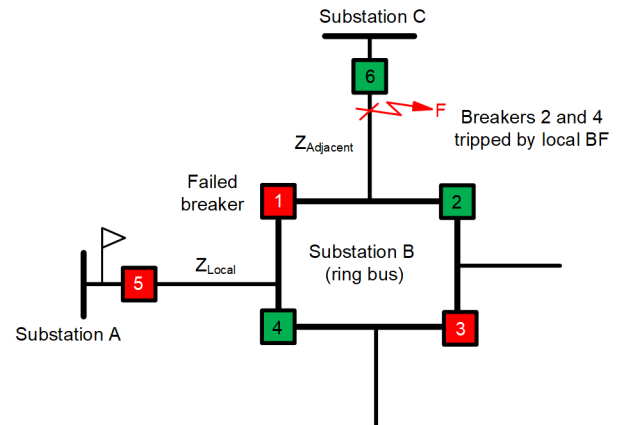 Substation C
6
F
Breakers 2 and 4
tripped by local BF
ZAdjacent
Failed
breaker
1
2
Substation B
(ring bus)
ZLocal
5
4
3
Substation A